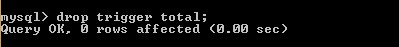 mysql> drop trigger total;
Query OK, 0 rows affected (0.00 sec)